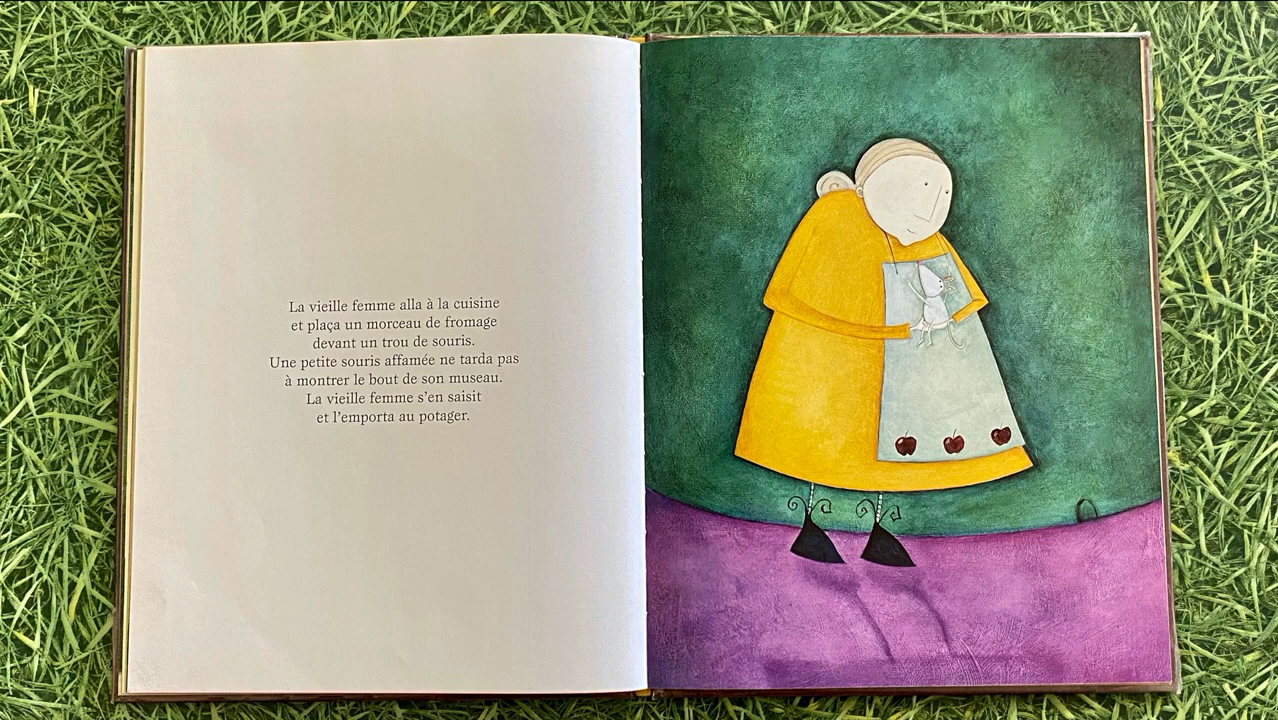 La vieille femme alla à la cuisine
et plaça un morceau de fromage
devant un trou de souris.
Une petite souris affamée ne tarda pas
à montrer le bout de son museau.
La vieille femme s'en saisit
et l'emporta au potager.